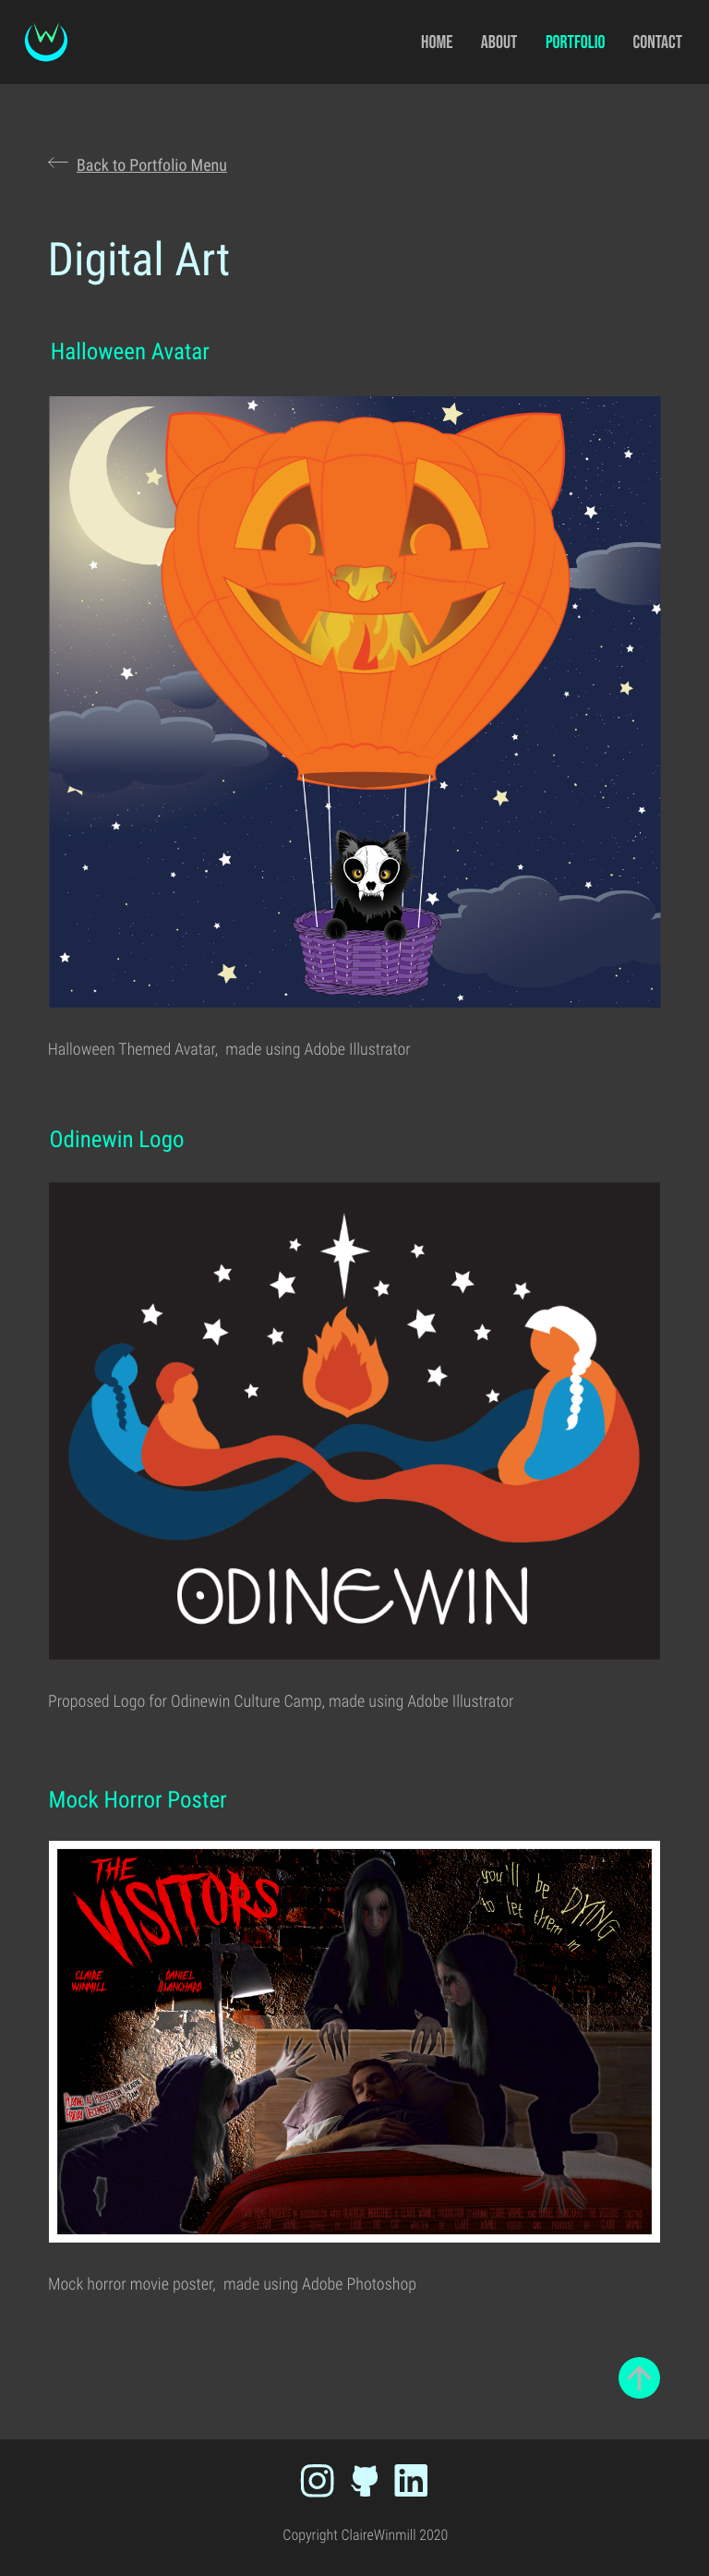 W
HOME ABOUT PORTFOLIO CONTACT
Back to Portfolio Menu
Digital Art
Halloween Avatar
Halloween Themed Avatar, made using Adobe Illustrator
Odinewin Logo
ODINEWIN
Proposed Logo for Odinewin Culture Camp, made using Adobe Illustrator
Mock Horror Poster
THE
VISITORS
you'll be DYING
to let them in
CLAIRE DANIEL
WINMILL BLANCHARD
Mock horror movie poster, made using Adobe Photoshop
in
Copyright ClaireWinmill 2020